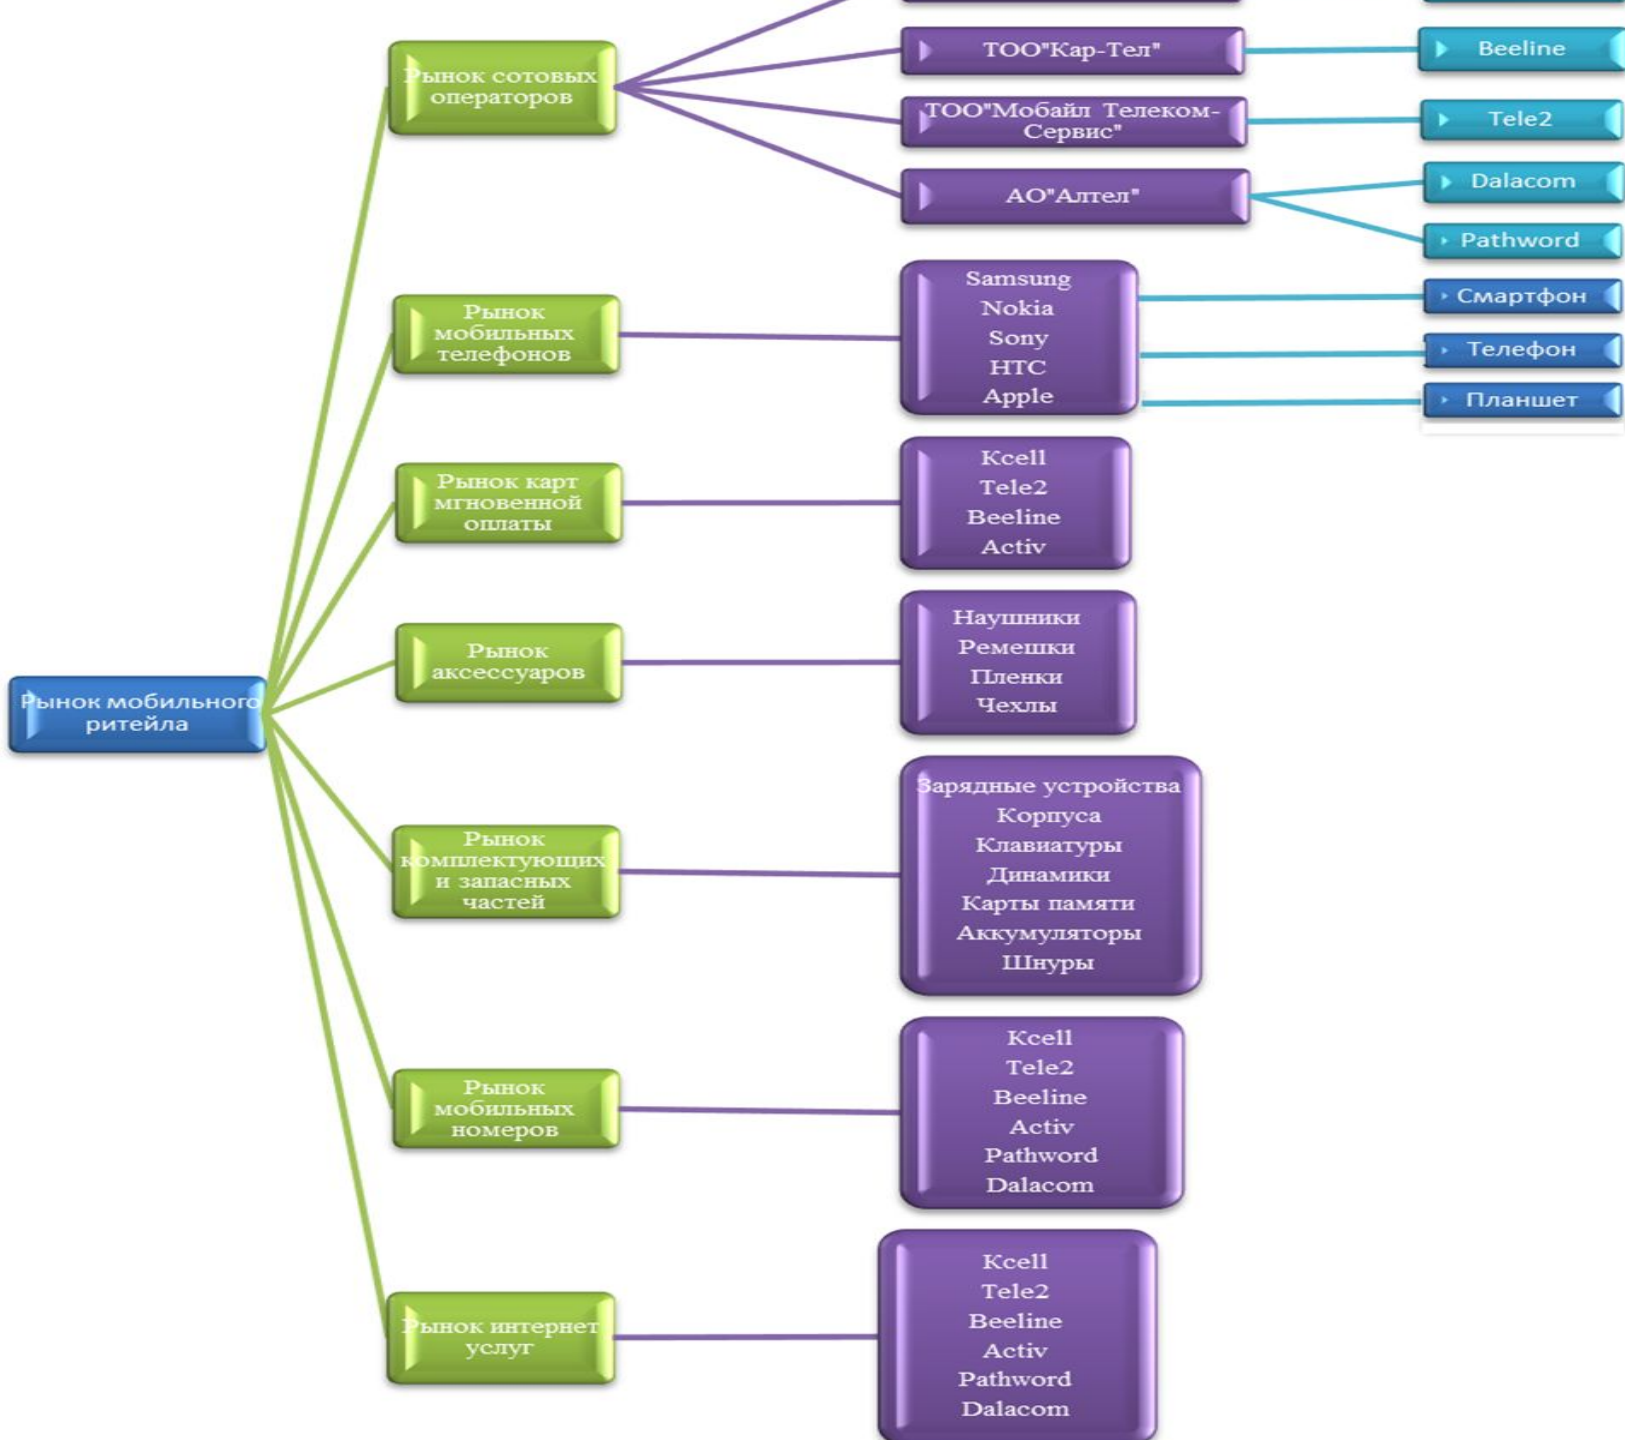 Рынок мобильного
ритейла
Рынок сотовых
операторов
ТОО"Кар-Тел"
Beeline
ТОО"Мобайл Телеком-
Сервис"
Tele2
АО"Алтел"
Dalacom
Pathword
Рынок
мобильных
телефонов
Samsung
Nokia
Sony
HTC
Apple
Смартфон
Телефон
Планшет
Рынок карт
мгновенной
оплаты
Kcell
Tele2
Beeline
Activ
Рынок
аксессуаров
Наушники
Ремешки
Пленки
Чехлы
Рынок
комплектующих
и запасных
частей
Зарядные устройства
Корпуса
Клавиатуры
Динамики
Карты памяти
Аккумуляторы
Шнуры
Рынок
мобильных
номеров
Kcell
Tele2
Beeline
Activ
Pathword
Dalacom
Рынок интернет
услуг
Kcell
Tele2
Beeline
Activ
Pathword
Dalacom